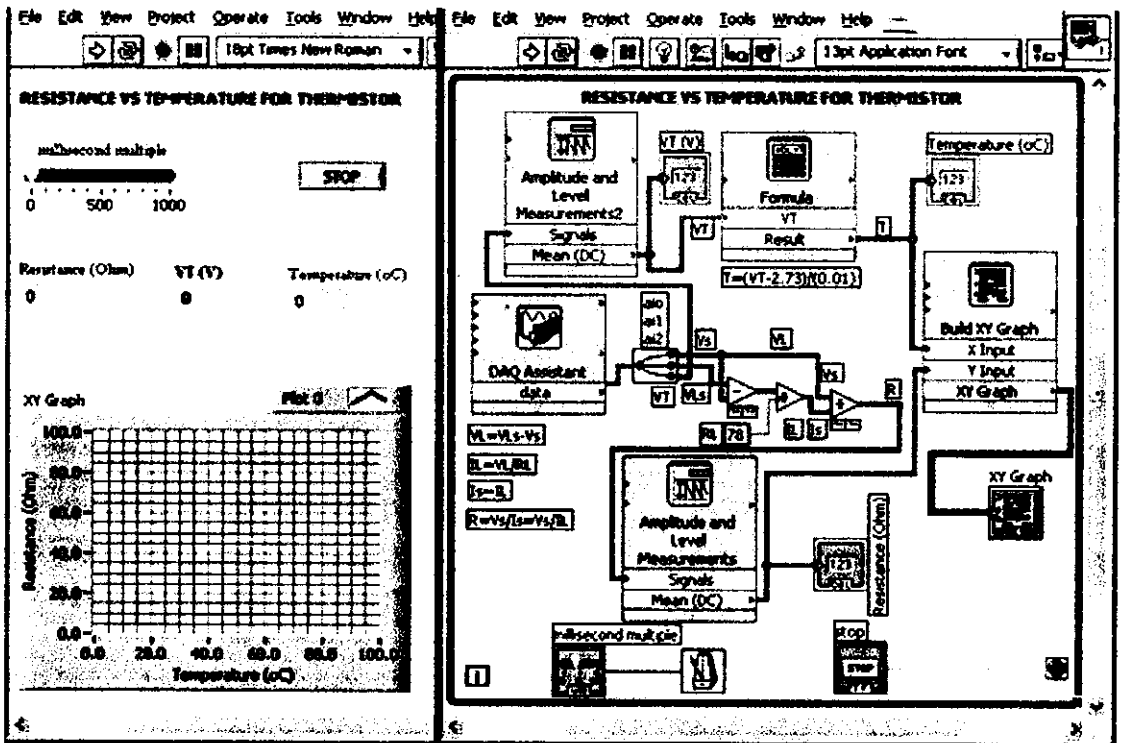 File Edit View Project Operate Tools Window Help
18pt Times New Roman
RESISTANCE VS TEMPERATURE FOR THERMISTOR
millisecond multiple
0 500 1000
STOP
Resistance (Ohm) VT (V) Temperature (oC)
0 0 0
XY Graph Plot 0
100.0
80.0
60.0
40.0
20.0
0.0
Resistance (Ohm)
0.0 20.0 40.0 60.0 80.0 100.0
Temperature (oC)
File Edit View Project Operate Tools Window Help
13pt Application Font
RESISTANCE VS TEMPERATURE FOR THERMISTOR
Amplitude and
Level
Measurements2
Signals
Mean (DC)
VT (V)
123
VT
Formula
VT
Result
T=(VT-2.73)/(0.01)
T
Temperature (oC)
123
Build XY Graph
X Input
Y Input
XY Graph
DAQ Assistant
data
ai0
ai1
ai2
Vs
VL
VT
VLs
Vs
R
RL 78
IL
Is
VL=VLs-Vs
IL=VL/RL
Is=IL
R=Vs/Is=Vs/IL
Amplitude and
Level
Measurements
Signals
Mean (DC)
123
Resistance (Ohm)
XY Graph
millisecond multiple
stop
STOP
i